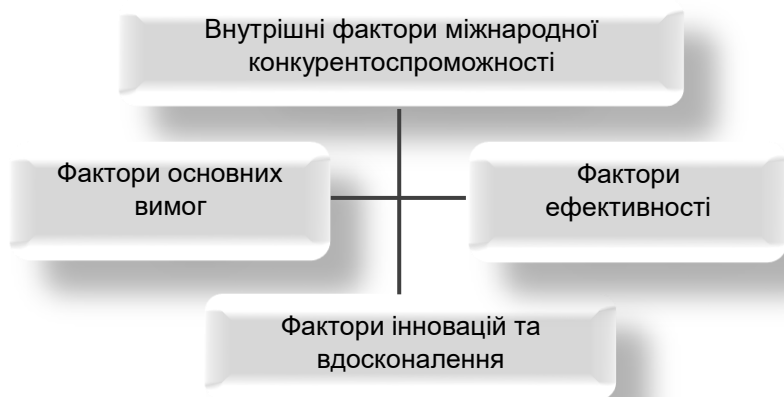 Внутрішні фактори міжнародної
конкурентоспроможності
Фактори основних
вимог
Фактори
ефективності
Фактори інновацій та
вдосконалення